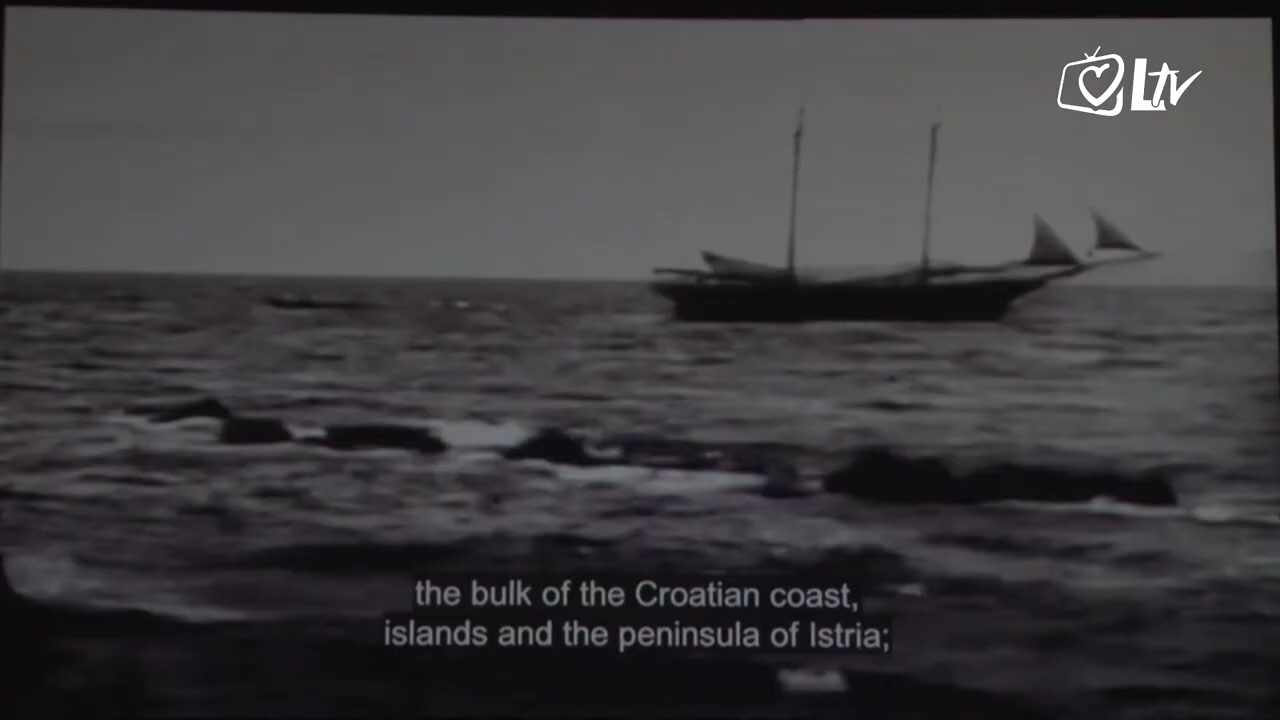 LTV
the bulk of the Croatian coast,
islands and the peninsula of Istria;